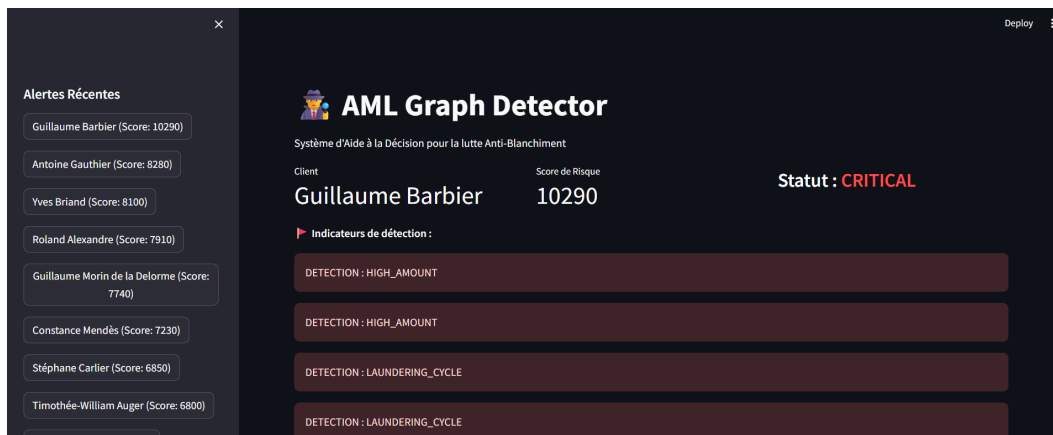 Deploy
Alertes Récentes
Guillaume Barbier (Score: 10290)
Antoine Gauthier (Score: 8280)
Yves Briand (Score: 8100)
Roland Alexandre (Score: 7910)
Guillaume Morin de la Delorme (Score:
7740)
Constance Mendès (Score: 7230)
Stéphane Carlier (Score: 6850)
Timothée-William Auger (Score: 6800)
AML Graph Detector
Système d'Aide à la Décision pour la lutte Anti-Blanchiment
Client
Guillaume Barbier
Score de Risque
10290
Statut : CRITICAL
Indicateurs de détection :
DETECTION : HIGH_AMOUNT
DETECTION : HIGH_AMOUNT
DETECTION : LAUNDERING_CYCLE
DETECTION : LAUNDERING_CYCLE